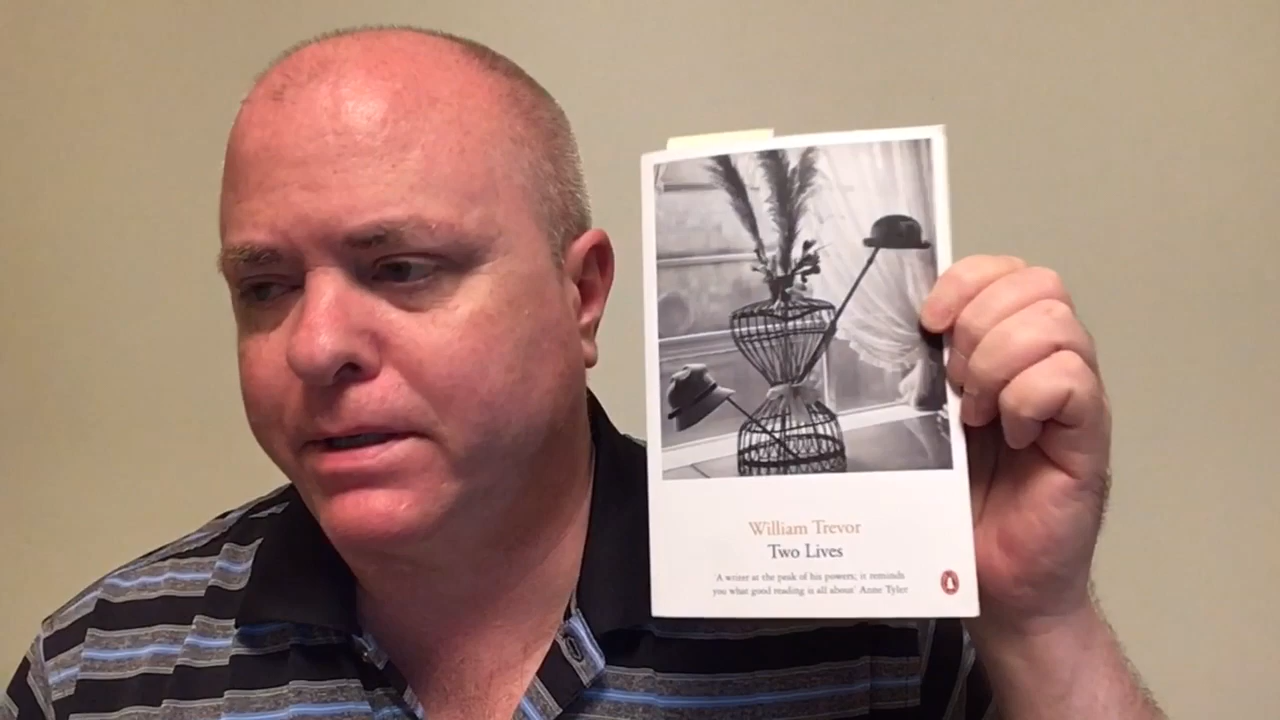 William Trevor
Two Lives
'A writer at the peak of his powers; it reminds
you what good reading is all about' Anne Tyler